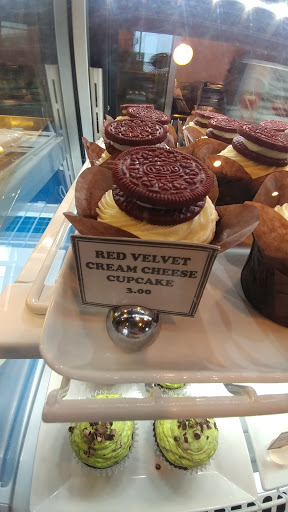 RED VELVET
CREAM CHEESE
CUPCAKE
3.00